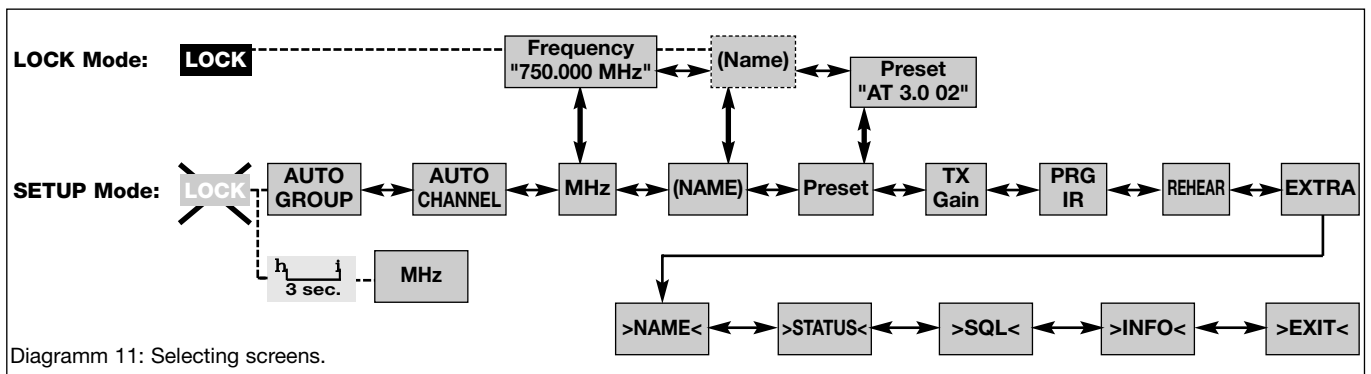 LOCK Mode:
LOCK
Frequency
"750.000 MHz"
(Name)
Preset
"AT 3.0 02"
SETUP Mode:
LOCK
AUTO
GROUP
AUTO
CHANNEL
MHz
(NAME)
Preset
TX
Gain
PRG
IR
REHEAR
EXTRA
h i
3 sec.
MHz
>NAME<
>STATUS<
>SQL<
>INFO<
>EXIT<
Diagramm 11: Selecting screens.